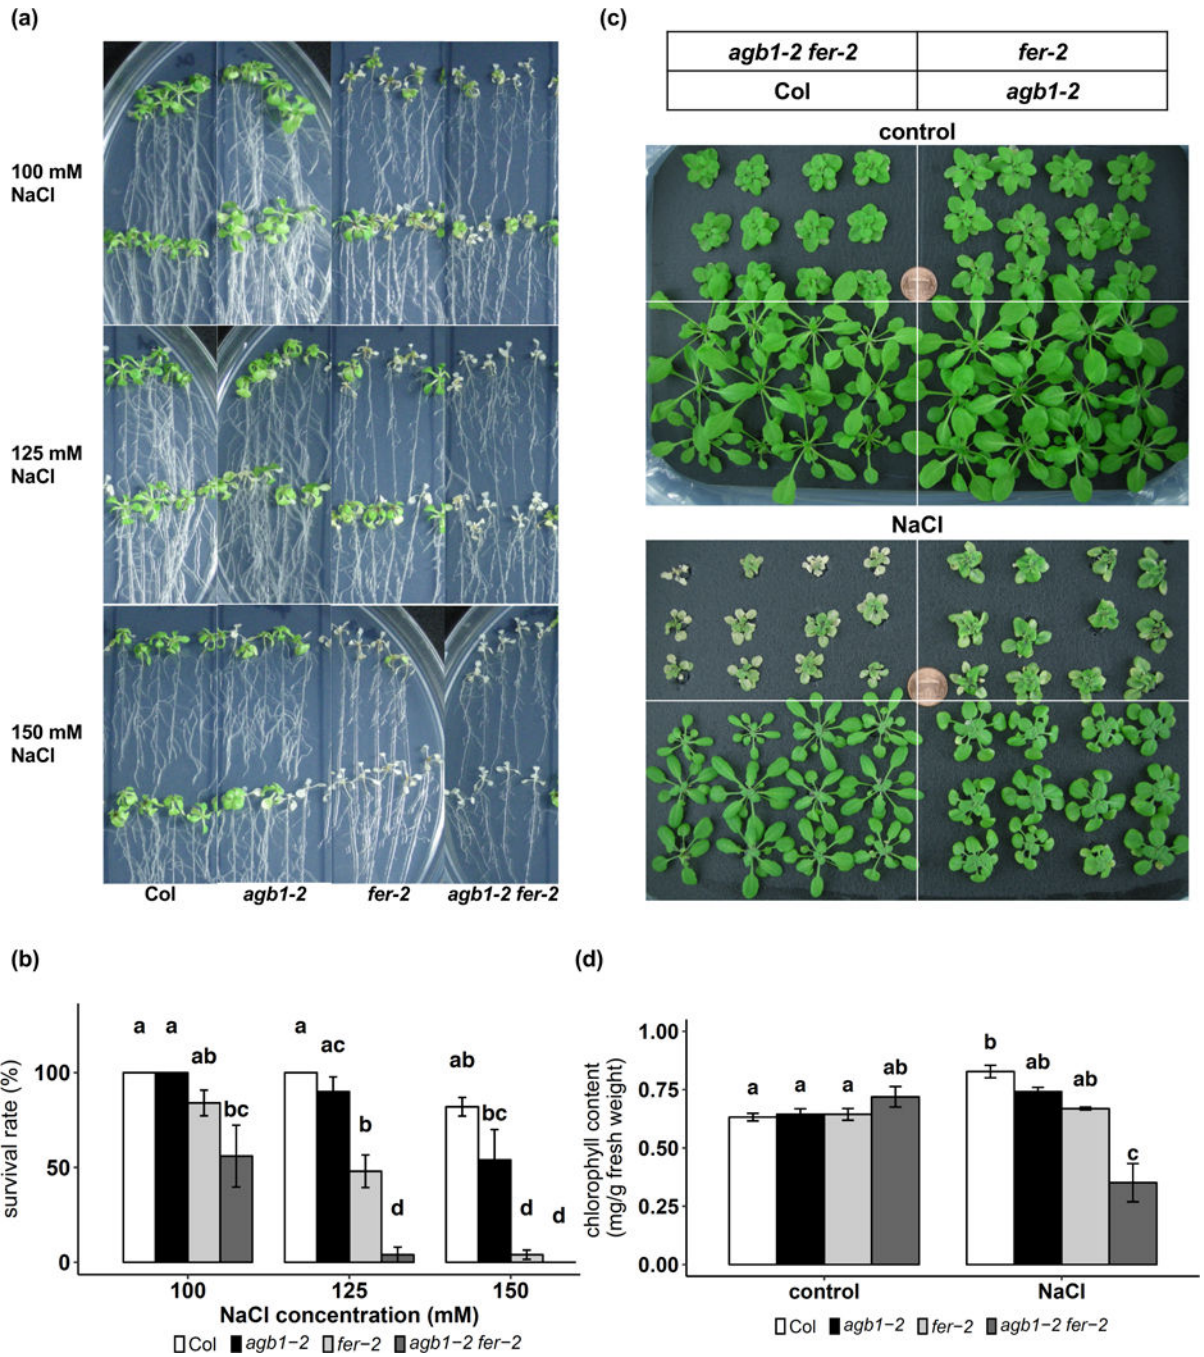 (a)
100 mM
NaCl
125 mM
NaCl
150 mM
NaCl
Col agb1-2 fer-2 agb1-2 fer-2
(c)
agb1-2 fer-2 fer-2
Col agb1-2
control
NaCl
(b)
survival rate (%)
100
50
0
a a ab bc
a ac b d
ab bc d d
100 125 150
NaCl concentration (mM)
Col agb1−2 fer−2 agb1−2 fer−2
(d)
chlorophyll content
(mg/g fresh weight)
1.00
0.75
0.50
0.25
0.00
a a a ab
b ab ab c
control NaCl
Col agb1−2 fer−2 agb1−2 fer−2